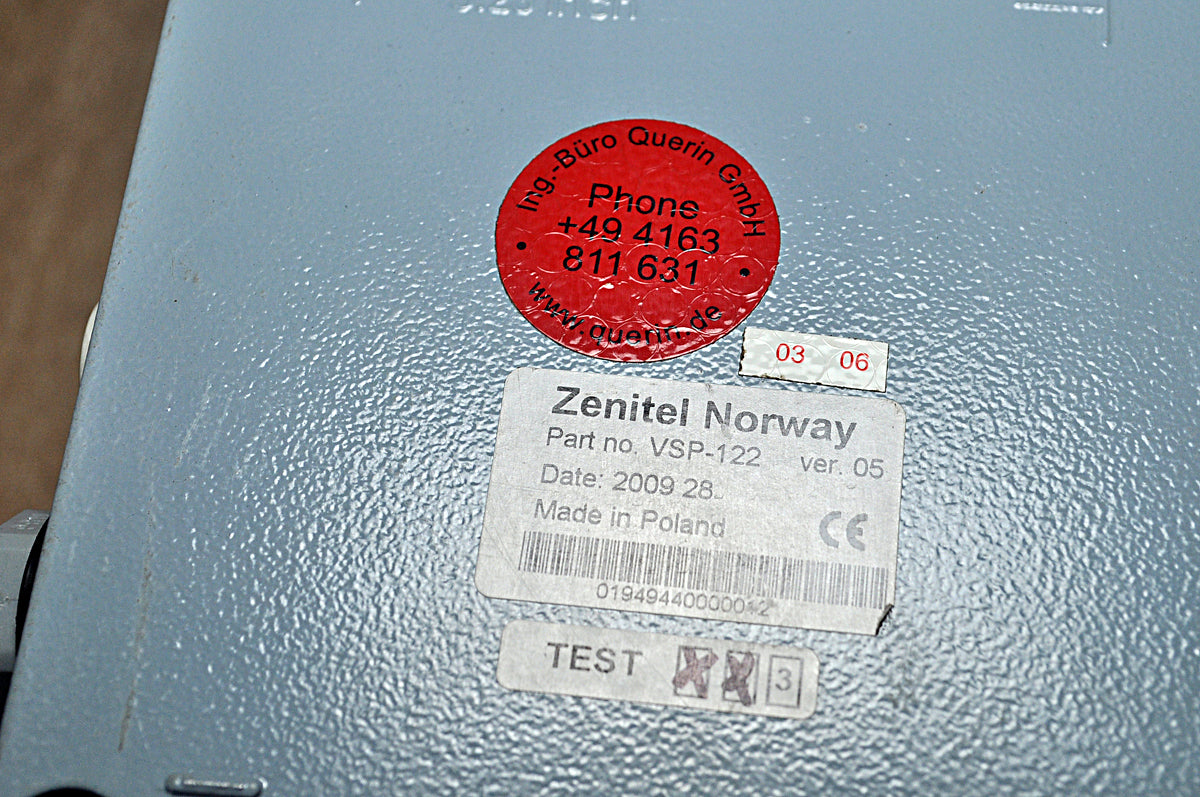 Ing.-Büro Querin GmbH
Phone
+49 4163
811 631
www.querin.de
03 06
Zenitel Norway
Part no. VSP-122 ver. 05
Date: 2009 28
Made in Poland
CE
TEST
3